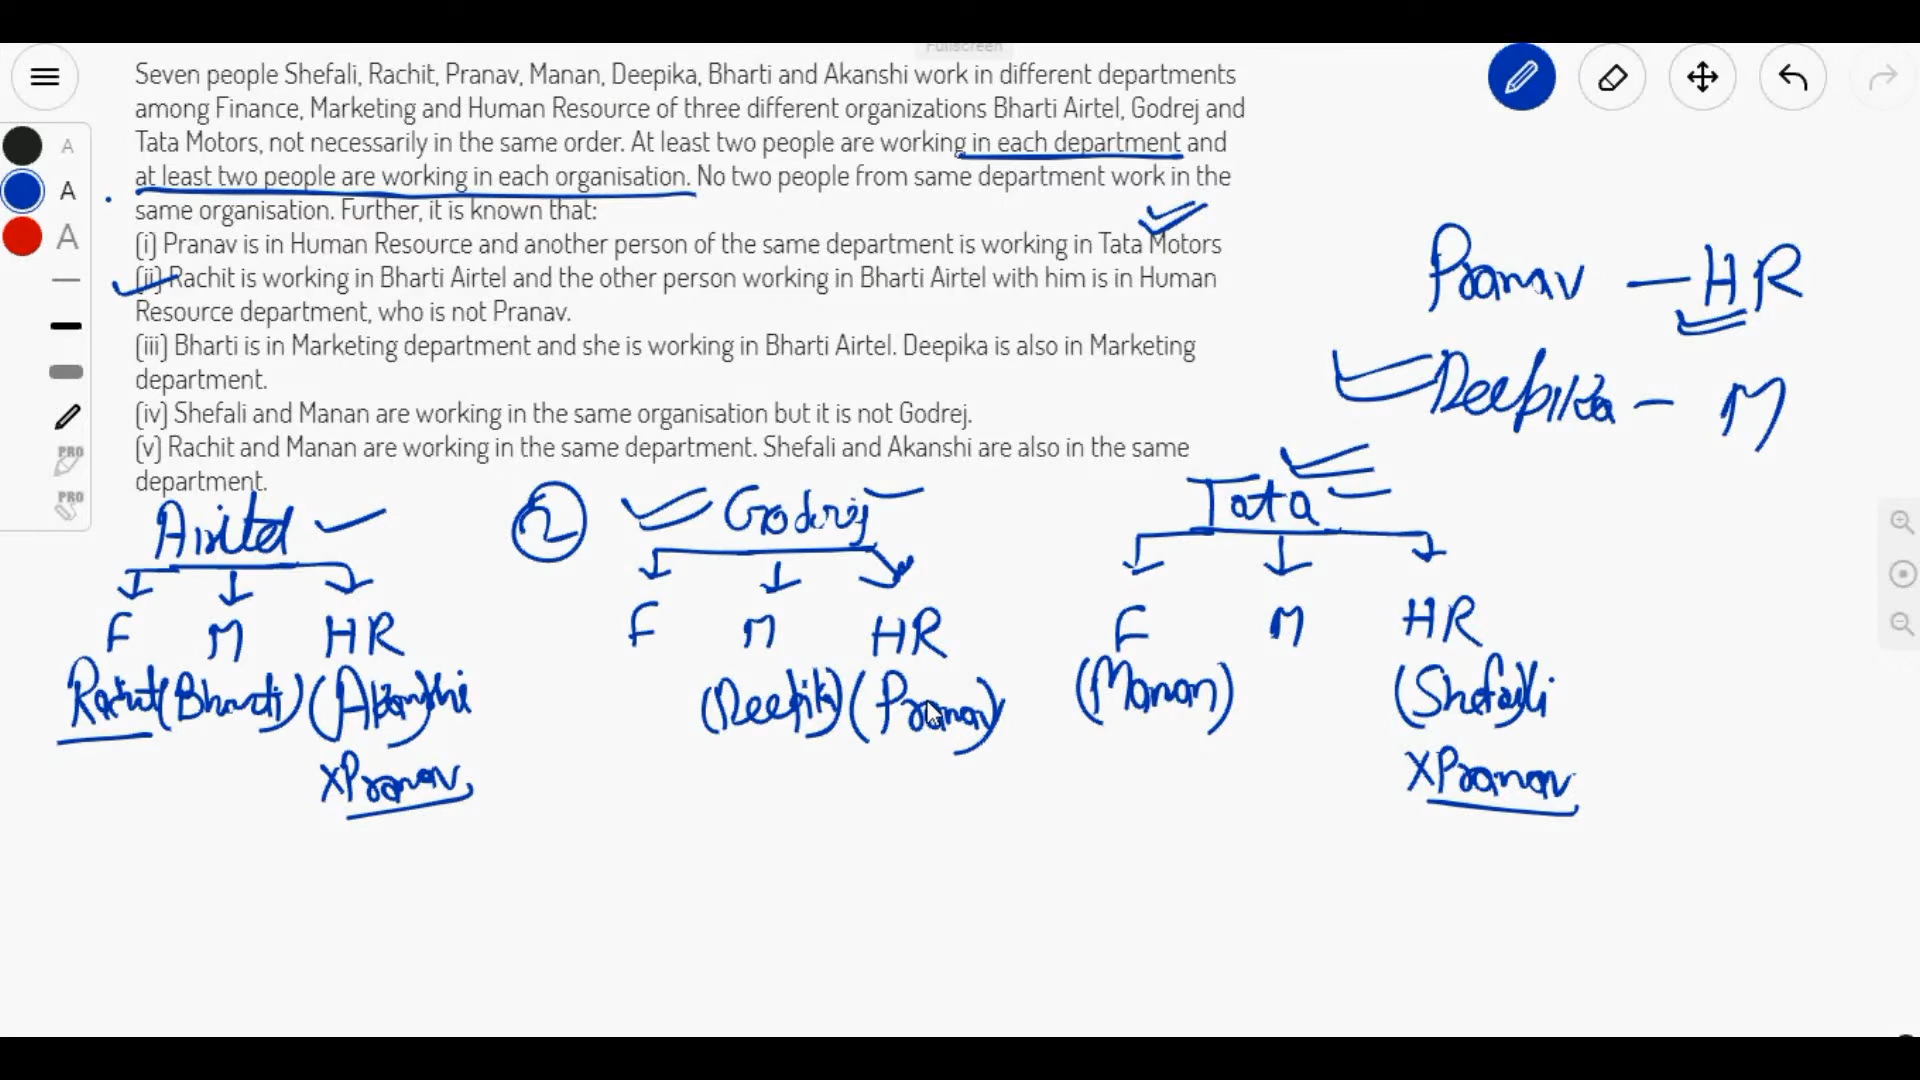 Fullscreen
Seven people Shefali, Rachit, Pranav, Manan, Deepika, Bharti and Akanshi work in different departments
among Finance, Marketing and Human Resource of three different organizations Bharti Airtel, Godrej and
Tata Motors, not necessarily in the same order. At least two people are working in each department and
at least two people are working in each organisation. No two people from same department work in the
same organisation. Further, it is known that:
(i) Pranav is in Human Resource and another person of the same department is working in Tata Motors
(ii) Rachit is working in Bharti Airtel and the other person working in Bharti Airtel with him is in Human
Resource department, who is not Pranav.
(iii) Bharti is in Marketing department and she is working in Bharti Airtel. Deepika is also in Marketing
department.
(iv) Shefali and Manan are working in the same organisation but it is not Godrej.
(v) Rachit and Manan are working in the same department. Shefali and Akanshi are also in the same
department.
A
A
A
PRO
PRO
Pranav — HR
Deepika — M
Airtel 2 Godrej Tata
F M HR F M HR F M HR
Rachit (Bharti) (Akanshi (Deepika) (Pranav) (Manan) (Shefali
XPranav XPranav